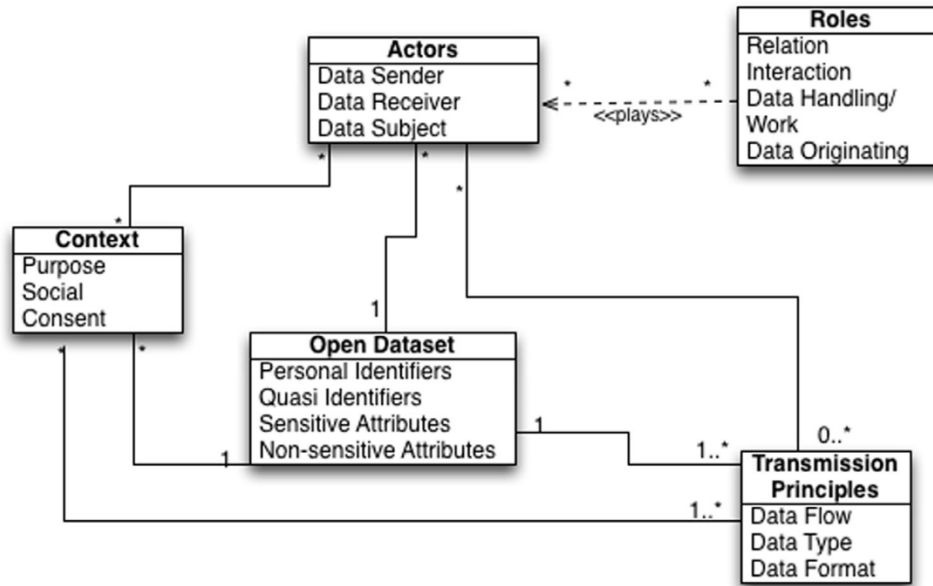 Roles
Relation
Interaction
Data Handling/
Work
Data Originating
Actors
Data Sender
Data Receiver
Data Subject
*
*
<<plays>>
*
*
*
*
Context
Purpose
Social
Consent
1
Open Dataset
Personal Identifiers
Quasi Identifiers
Sensitive Attributes
Non-sensitive Attributes
*
*
1
1
1..*
0..*
1..*
Transmission
Principles
Data Flow
Data Type
Data Format